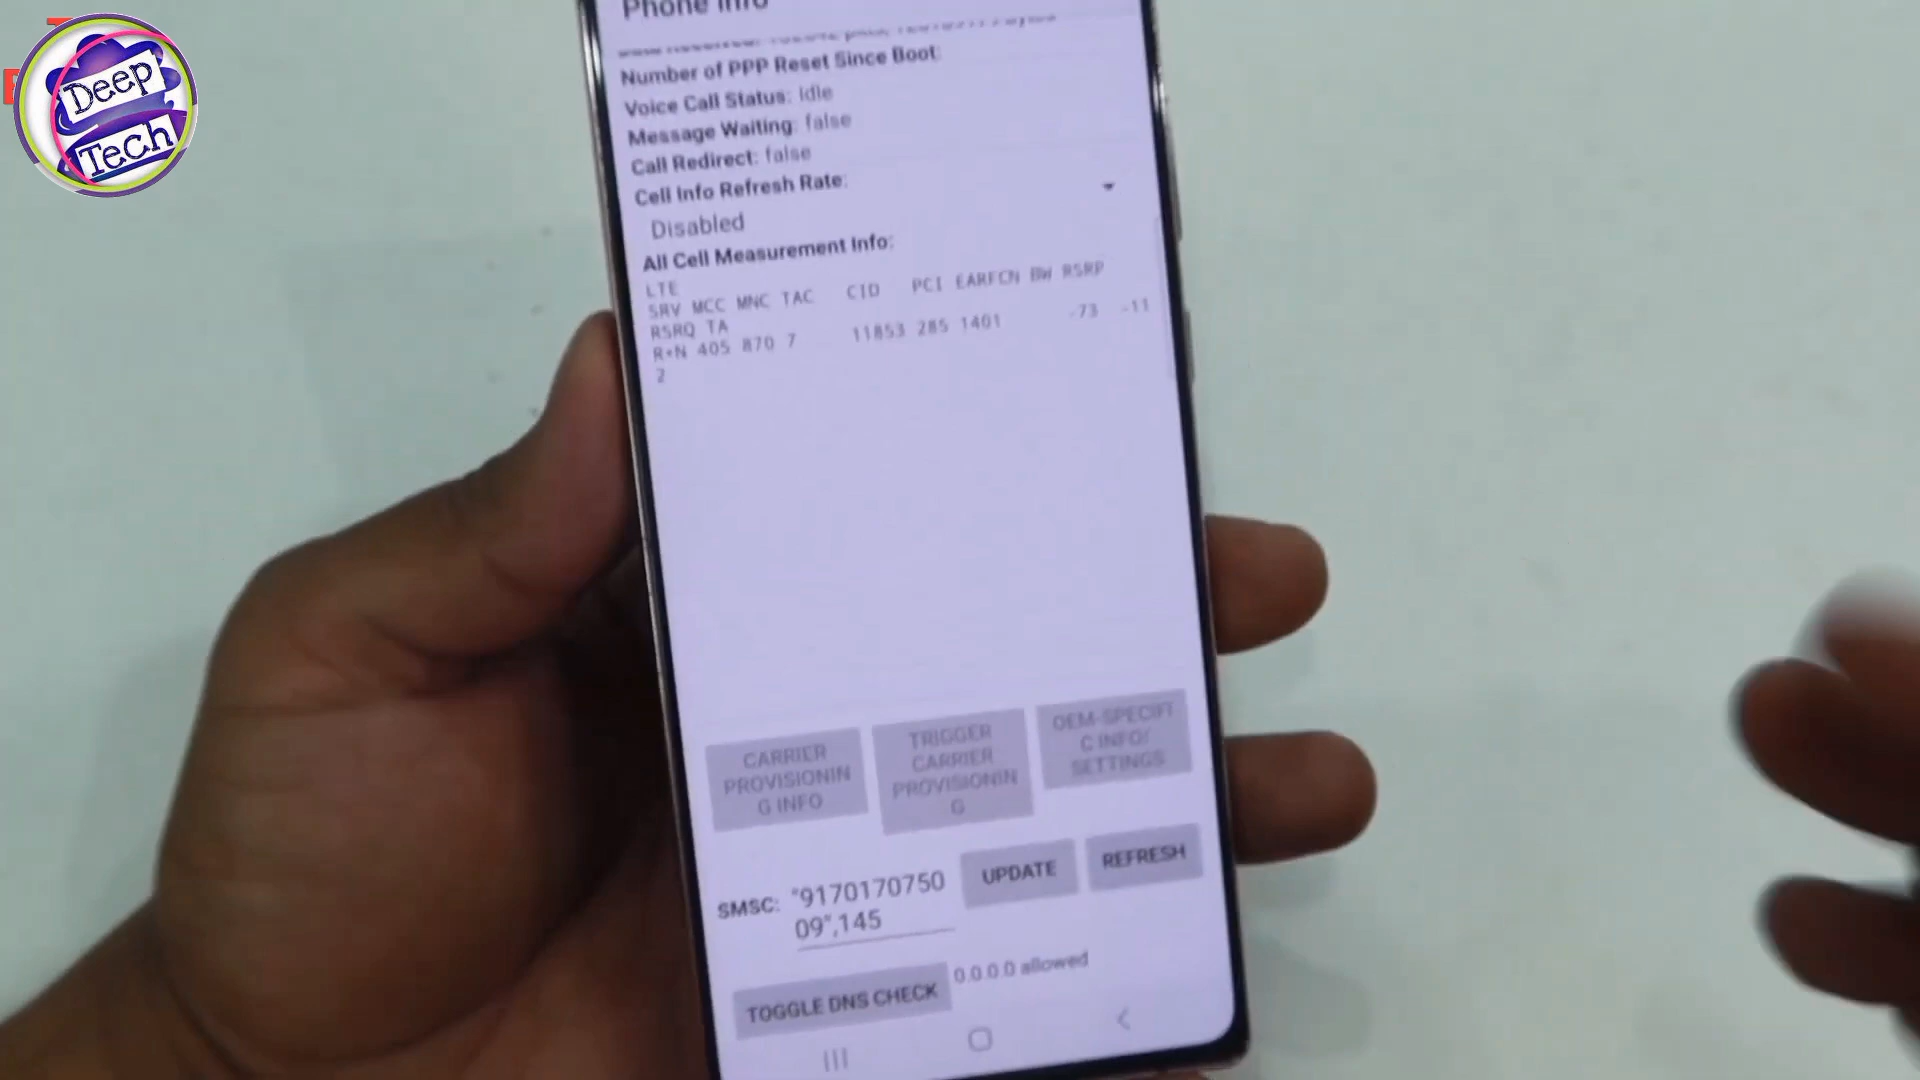 Deep
Tech
Phone info
Number of PPP Reset Since Boot:
Voice Call Status: Idle
Message Waiting: false
Call Redirect: false
Cell Info Refresh Rate:
Disabled
All Cell Measurement Info:
LTE
SRV MCC MNC TAC CID PCI EARFCN BW RSRP
RSRQ TA
R+N 405 870 7 11853 285 1401 -73 -11
2
CARRIER
PROVISIONIN
G INFO
TRIGGER
CARRIER
PROVISIONIN
G
OEM-SPECIFI
C INFO/
SETTINGS
SMSC:
"9170170750
09",145
UPDATE
REFRESH
TOGGLE DNS CHECK
0.0.0.0 allowed